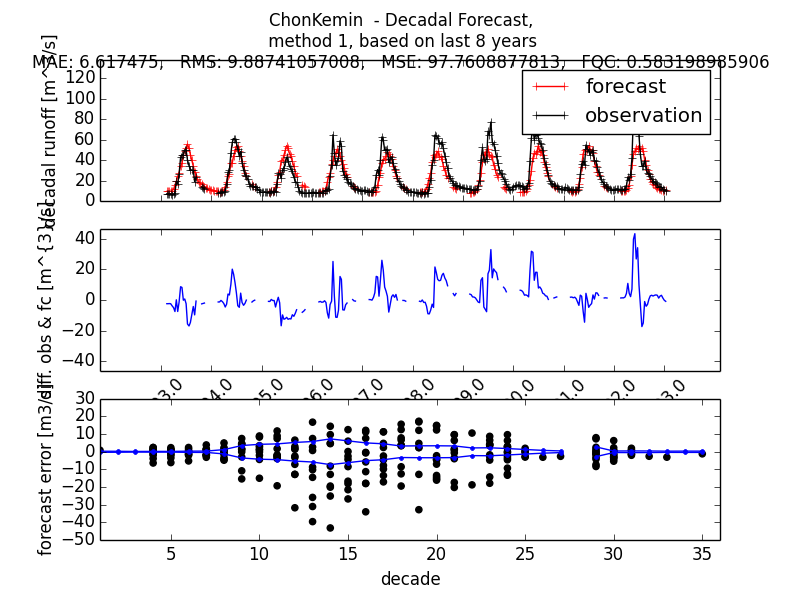 ChonKemin - Decadal Forecast,
method 1, based on last 8 years
MAE: 6.617475, RMS: 9.88741057008, MSE: 97.7608877813, FQC: 0.583198985906
decadal runoff [m^3/s]
120
100
80
60
40
20
0
forecast
observation
diff. obs & fc [m^{3}/s]
40
20
0
−20
−40
forecast error [m3/s]
30
20
10
0
−10
−20
−30
−40
−50
5 10 15 20 25 30 35
decade